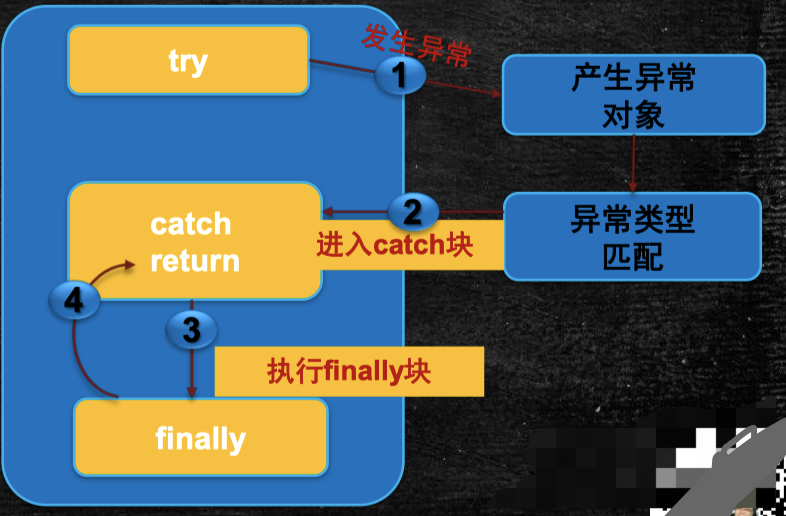 try
发生异常
1
产生异常
对象
catch
return
2
进入catch块
异常类型
匹配
4
3
执行finally块
finally